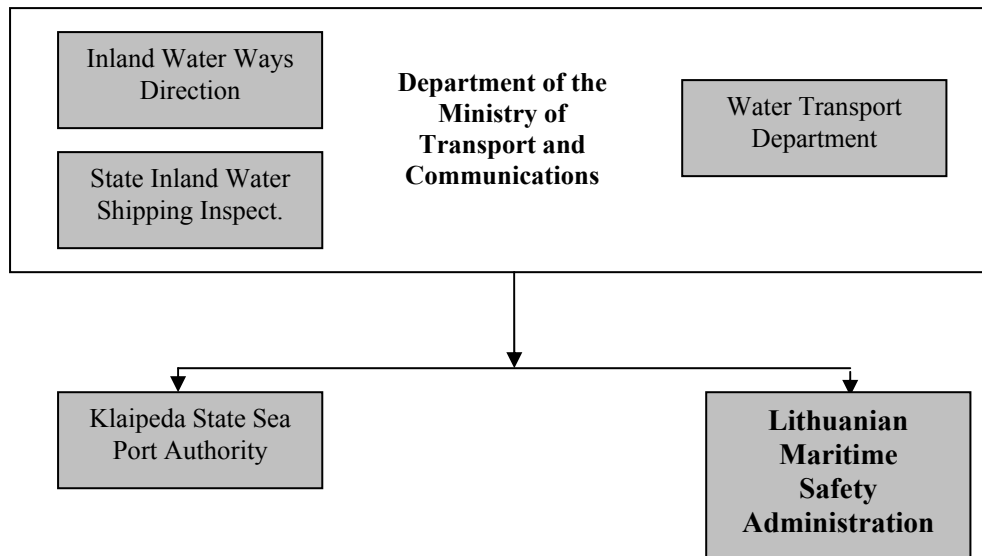 Inland Water Ways
Direction
State Inland Water
Shipping Inspect.
Department of the
Ministry of
Transport and
Communications
Water Transport
Department
Klaipeda State Sea
Port Authority
Lithuanian
Maritime
Safety
Administration